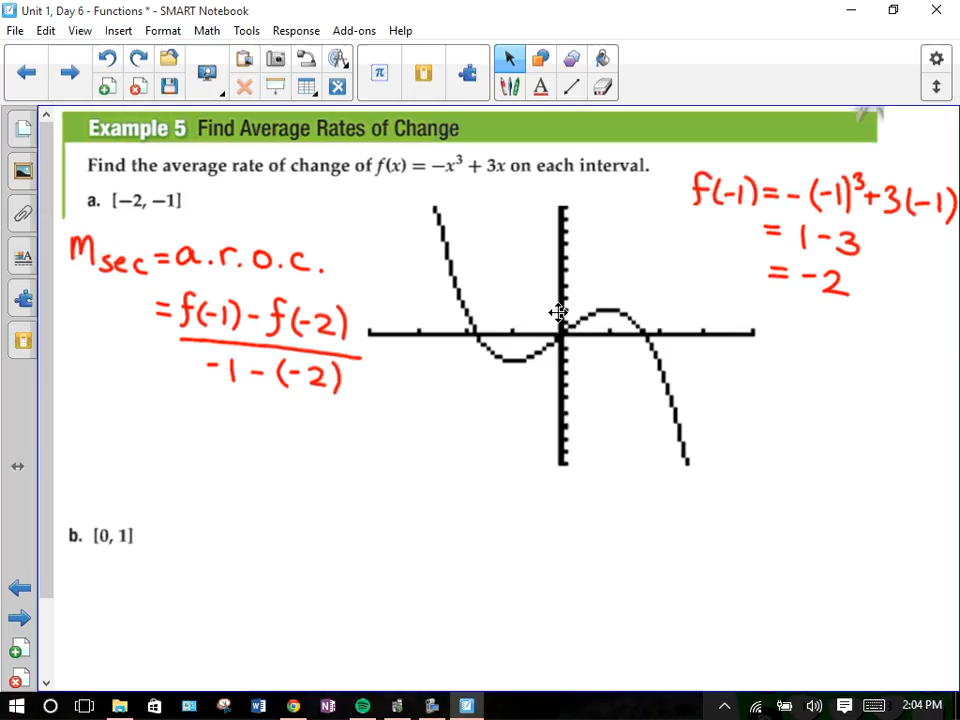 Unit 1, Day 6 - Functions * - SMART Notebook
File Edit View Insert Format Math Tools Response Add-ons Help
Example 5 Find Average Rates of Change
Find the average rate of change of f(x) = −x³ + 3x on each interval.
a. [−2, −1]
m sec = a.r.o.c.
= f(-1) - f(-2)
-1 - (-2)
f(-1) = -(-1)³+3(-1)
= 1-3
= -2
b. [0, 1]
2:04 PM